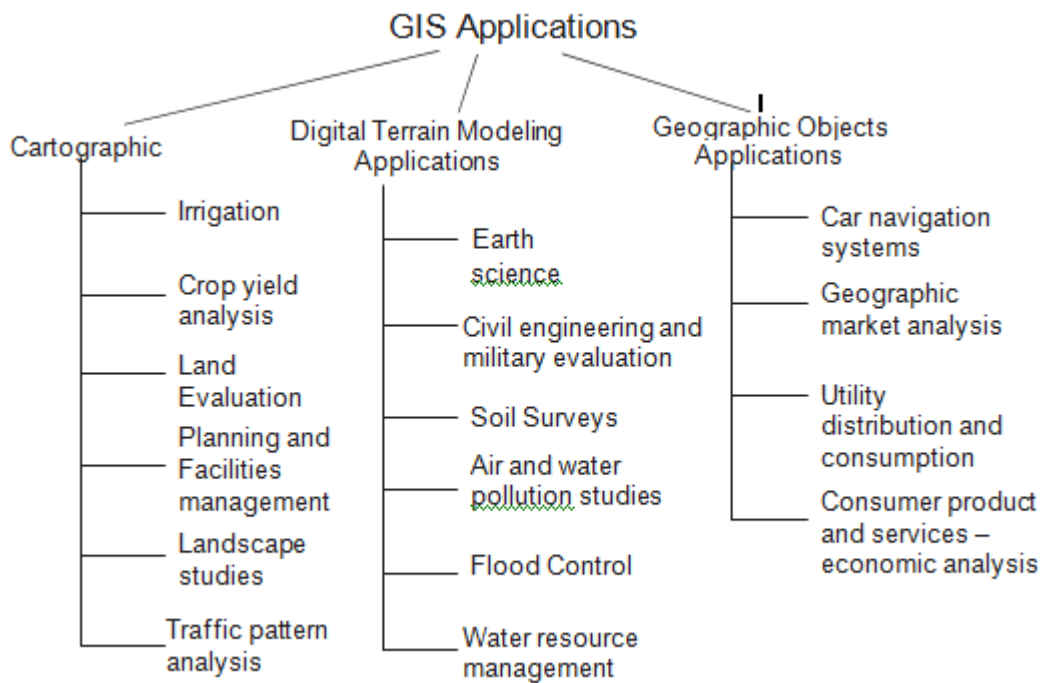 GIS Applications
Cartographic
Irrigation
Crop yield
analysis
Land
Evaluation
Planning and
Facilities
management
Landscape
studies
Traffic pattern
analysis
Digital Terrain Modeling
Applications
Earth
science
Civil engineering and
military evaluation
Soil Surveys
Air and water
pollution studies
Flood Control
Water resource
management
Geographic Objects
Applications
Car navigation
systems
Geographic
market analysis
Utility
distribution and
consumption
Consumer product
and services –
economic analysis